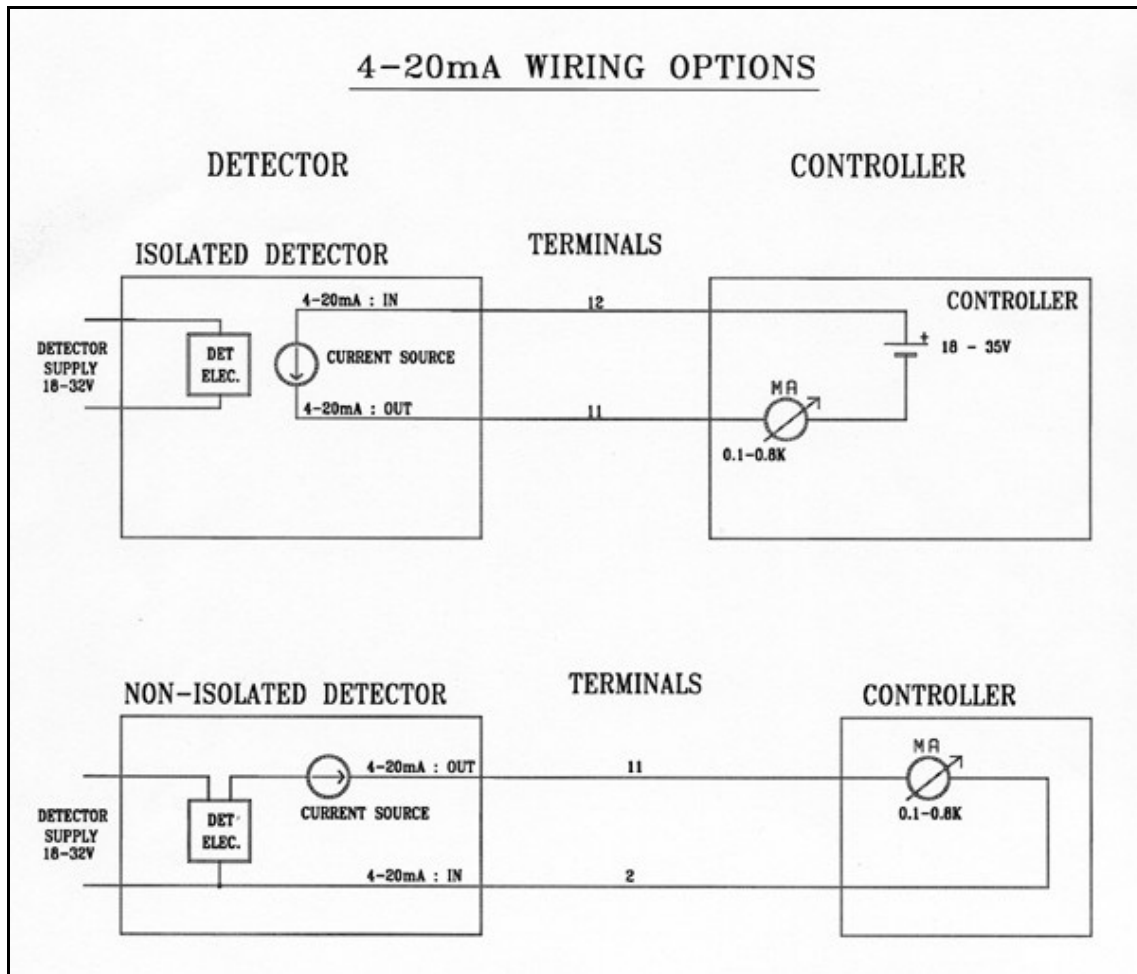 4-20mA WIRING OPTIONS
DETECTOR
CONTROLLER
ISOLATED DETECTOR
TERMINALS
4-20mA : IN
12
CONTROLLER
DETECTOR
SUPPLY
18-32V
DET
ELEC.
CURRENT SOURCE
+
18 - 35V
MA
4-20mA : OUT
11
0.1-0.8K
NON-ISOLATED DETECTOR
TERMINALS
CONTROLLER
4-20mA : OUT
11
MA
DETECTOR
SUPPLY
18-32V
DET
ELEC.
CURRENT SOURCE
0.1-0.8K
4-20mA : IN
2